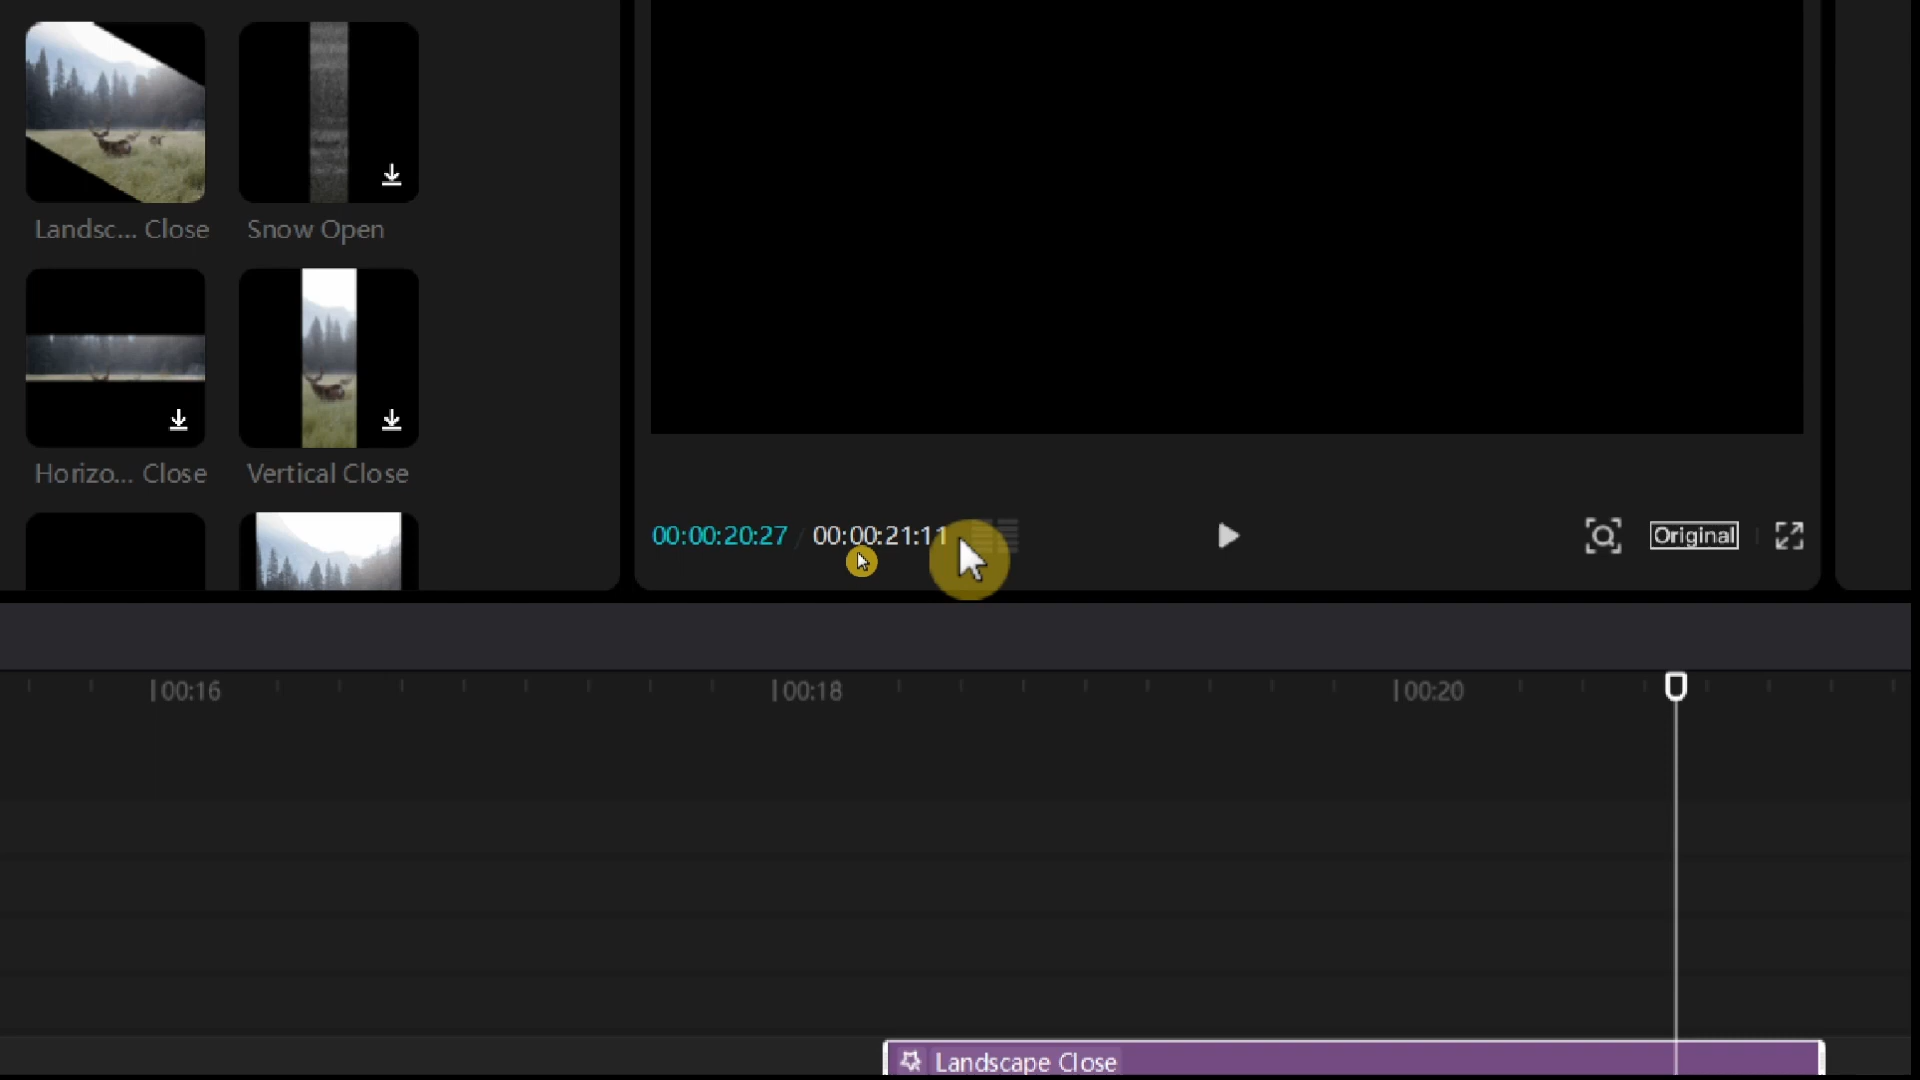 Landsc... Close
Snow Open
Horizo... Close
Vertical Close
00:00:20:27 / 00:00:21:11
Original
00:16
00:18
00:20
Landscape Close